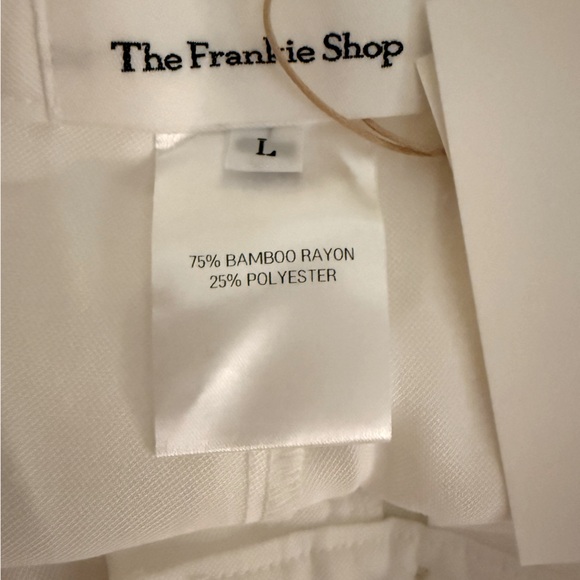 The Frankie Shop
L
75% BAMBOO RAYON
25% POLYESTER